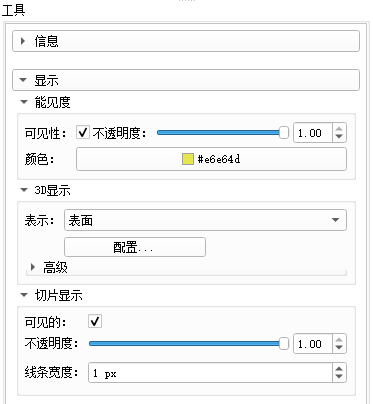 工具
信息
显示
能见度
可见性: 不透明度: 1.00
颜色: #e6e64d
3D显示
表示: 表面
配置...
高级
切片显示
可见的:
不透明度: 1.00
线条宽度: 1 px